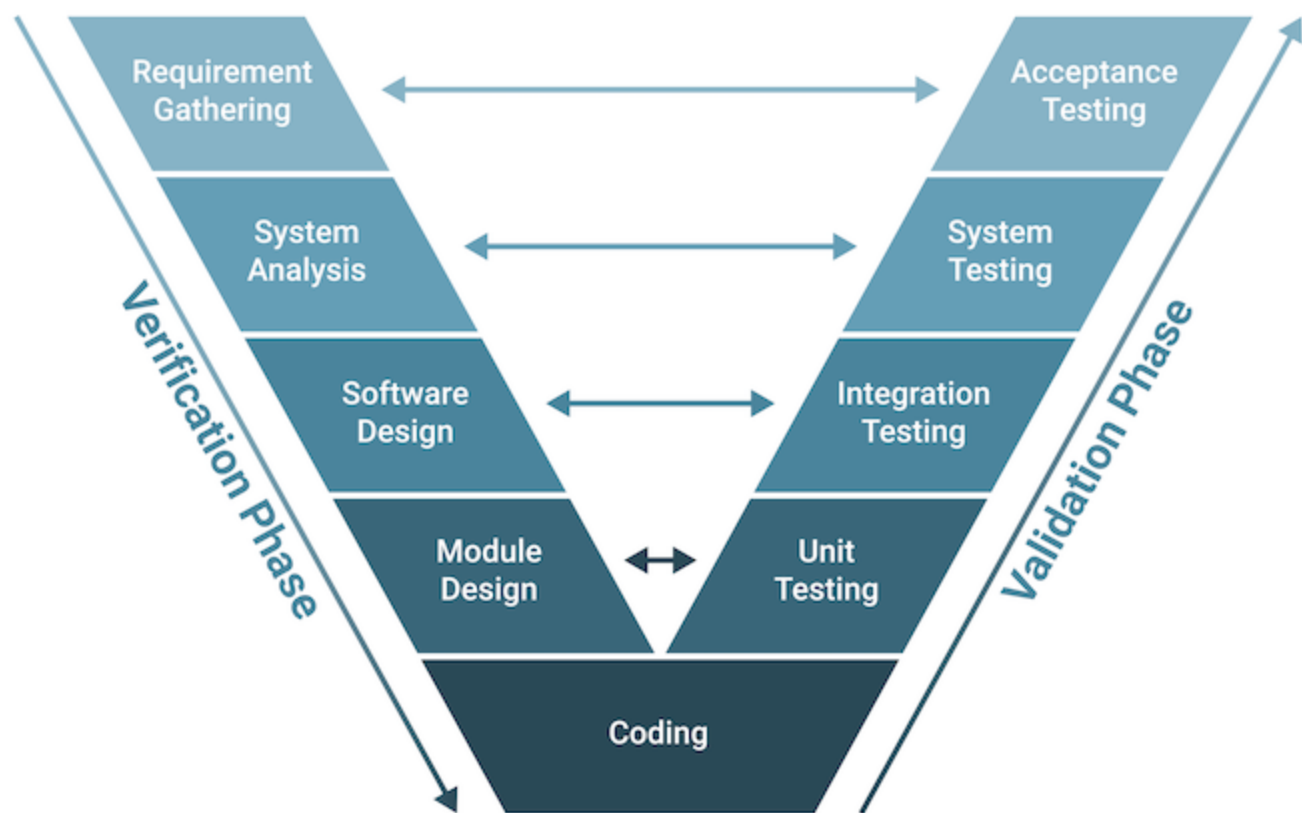 Requirement
Gathering
Acceptance
Testing
System
Analysis
System
Testing
Verification Phase
Validation Phase
Software
Design
Integration
Testing
Module
Design
Unit
Testing
Coding